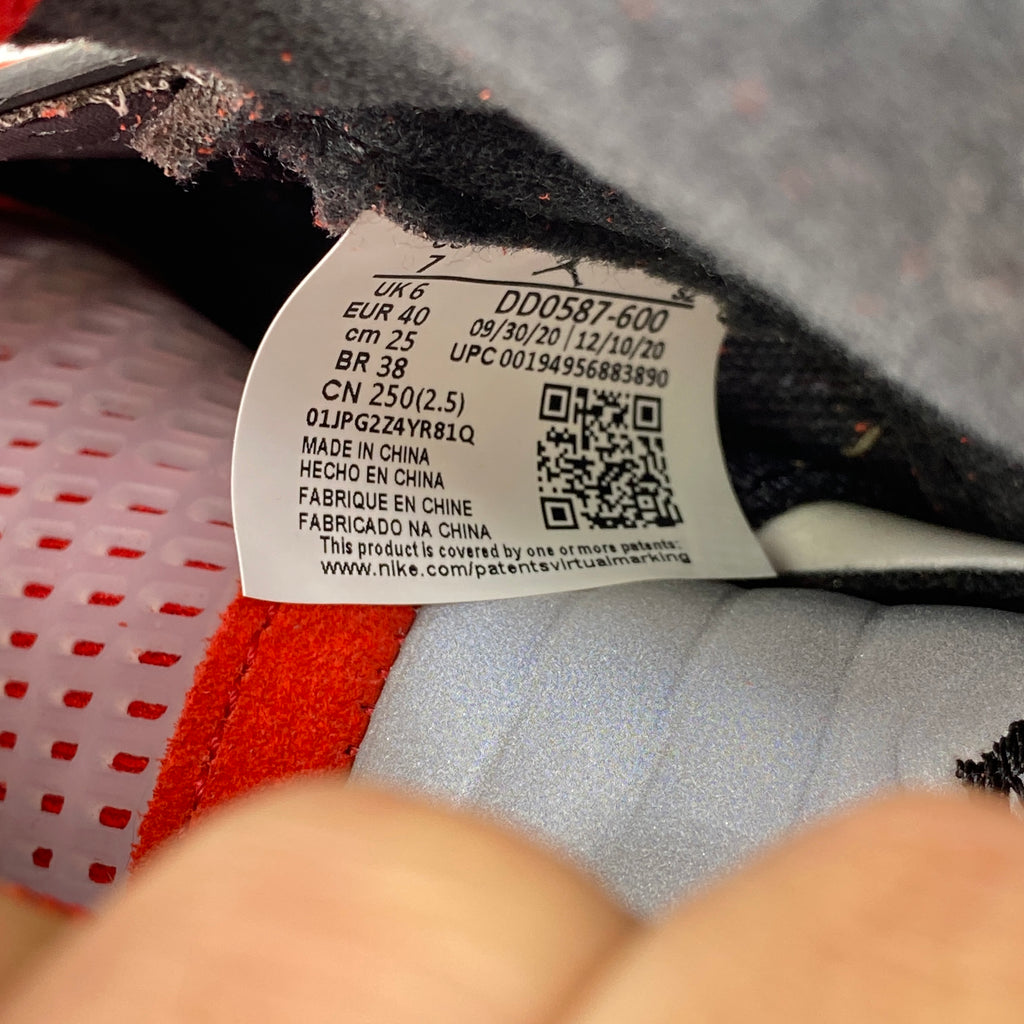 7
UK 6
EUR 40
cm 25
BR 38
CN 250(2.5)
01JPG2Z4YR81Q
MADE IN CHINA
HECHO EN CHINA
FABRIQUE EN CHINE
FABRICADO NA CHINA
DD0587-600
09/30/20 | 12/10/20
UPC 00194956883890
This product is covered by one or more patents:
www.nike.com/patentsvirtualmarking